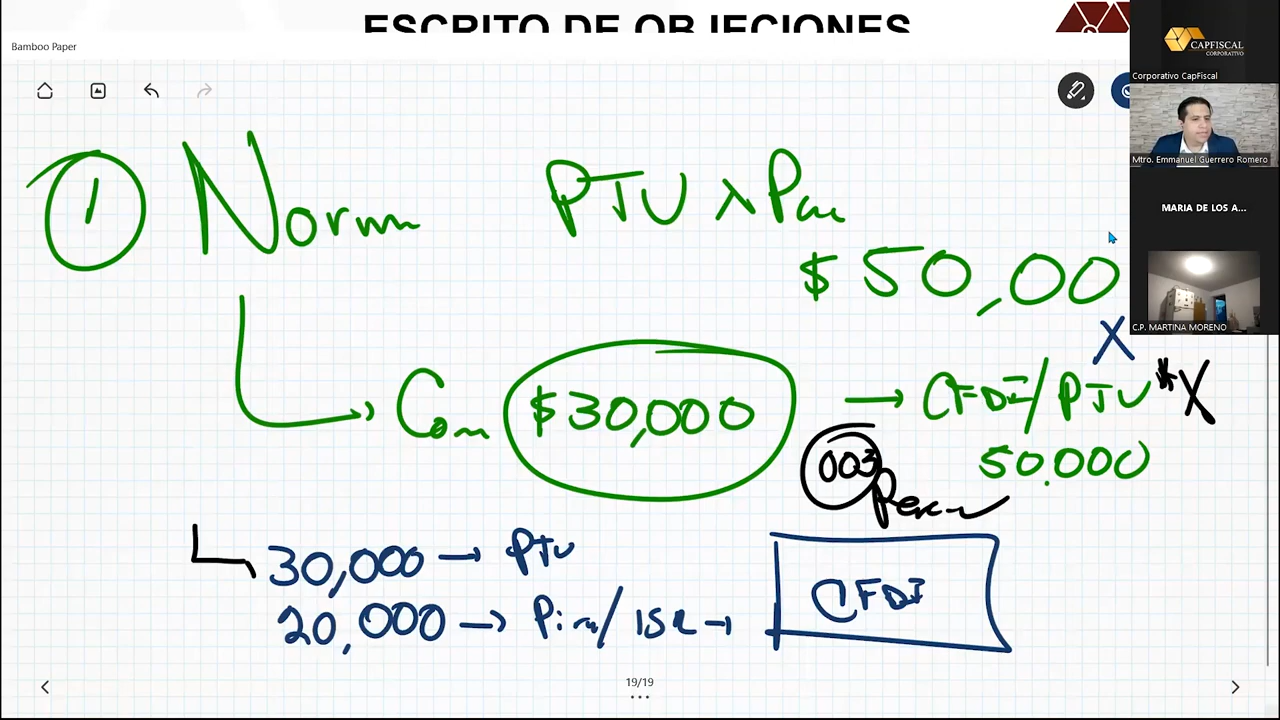 ESCRITO DE OBJECIONES
Bamboo Paper
CAPFISCAL
CORPORATIVO
Corporativo CapFiscal
Mtro. Emmanuel Guerrero Romero
MARIA DE LOS A...
C.P. MARTINA MORENO
1 Norm PTU x Pa
$50,00
X
Com $30,000 → CFDI/PTU * X
003 50.000
30,000 → PTU
20,000 → / ISR →
CFDI
19/19